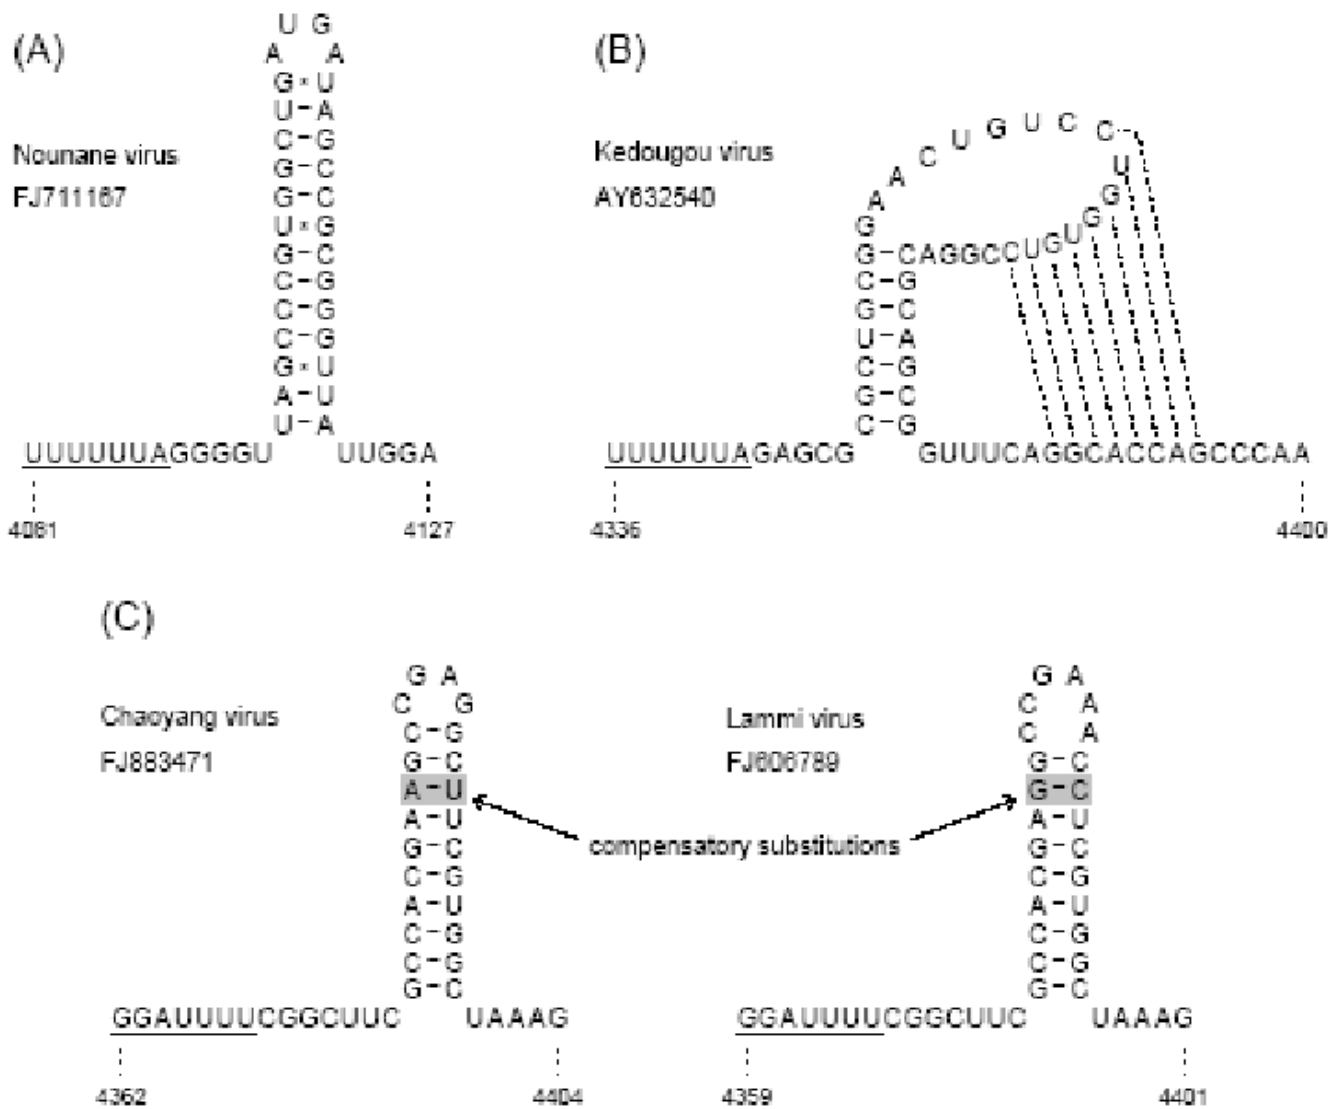 (A)
Nounane virus
FJ711167
U G
A A
G U
U-A
C-G
G-C
G-C
U G
G-C
C-G
C-G
C-G
G U
A-U
U-A
UUUUUUAGGGGU UUGGA
4081 4127
(B)
Kedougou virus
AY632540
G A A C U G U C C U G G U G U C
G-CAGGC
C-G
G-C
U-A
C-G
G-C
C-G
UUUUUUAGAGCG GUUUCAGGCACCAGCCCAA
4336 4400
(C)
Chaoyang virus
FJ883471
G A
C G
C-G
G-C
A-U
A-U
G-C
C-G
A-U
C-G
C-G
G-C
GGAUUUUCGGCUUC UAAAG
4362 4404
compensatory substitutions
Lammi virus
FJ606789
G A
C A
C A
G-C
G-C
A-U
G-C
C-G
A-U
C-G
C-G
G-C
GGAUUUUCGGCUUC UAAAG
4359 4401